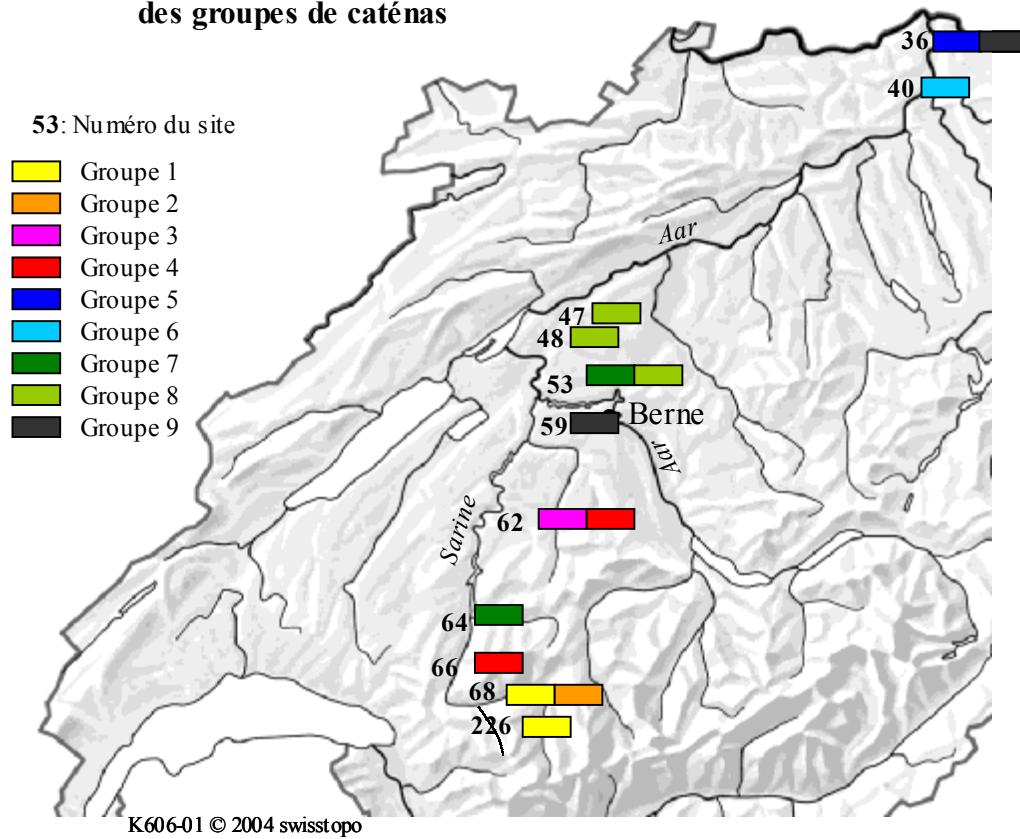 des groupes de caténas
36
40
53: Numéro du site
Groupe 1
Groupe 2
Groupe 3
Groupe 4
Groupe 5
Groupe 6
Groupe 7
Groupe 8
Groupe 9
Aar
47
48
53
Berne
59
Aar
62
Sarine
64
66
68
226
K606-01 © 2004 swisstopo